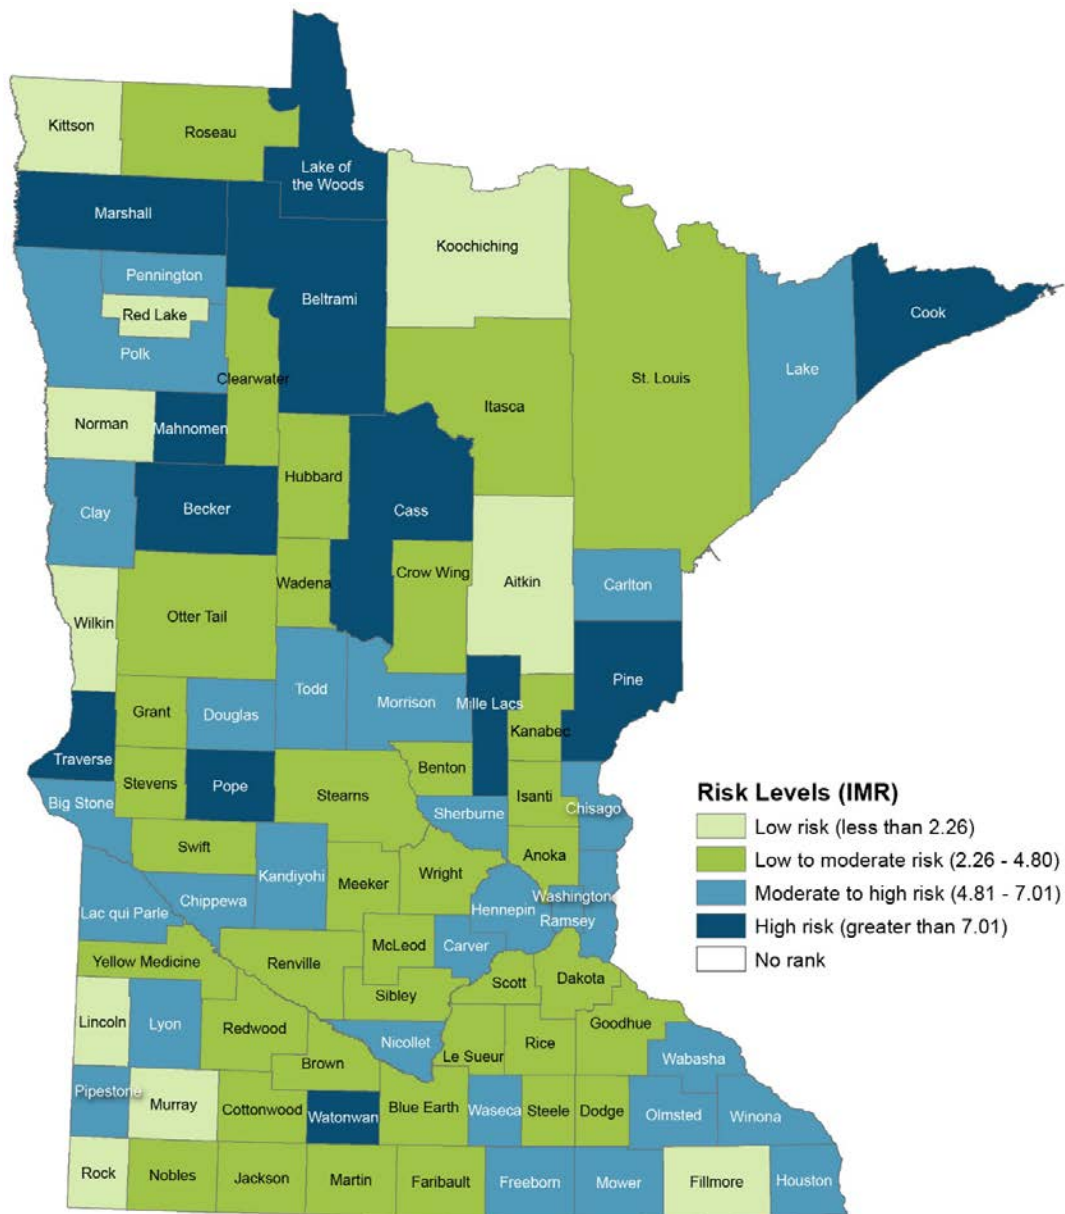 Kittson
Roseau
Lake of
the Woods
Marshall
Koochiching
Pennington
Beltrami
Red Lake
Cook
Polk
Lake
Clearwater
St. Louis
Itasca
Norman
Mahnomen
Hubbard
Clay
Becker
Cass
Wadena
Crow Wing
Aitkin
Carlton
Otter Tail
Wilkin
Todd
Pine
Morrison
Mille Lacs
Grant
Douglas
Kanabec
Traverse
Benton
Stevens
Pope
Stearns
Isanti
Big Stone
Chisago
Sherburne
Swift
Anoka
Kandiyohi
Wright
Meeker
Washington
Chippewa
Hennepin
Lac qui Parle
Ramsey
McLeod
Carver
Yellow Medicine
Renville
Dakota
Scott
Sibley
Lincoln
Lyon
Goodhue
Redwood
Nicollet
Rice
Le Sueur
Wabasha
Brown
Pipestone
Murray
Cottonwood
Watonwan
Blue Earth
Waseca
Steele
Dodge
Olmsted
Winona
Rock
Nobles
Jackson
Martin
Faribault
Freeborn
Mower
Fillmore
Houston
Risk Levels (IMR)
Low risk (less than 2.26)
Low to moderate risk (2.26 - 4.80)
Moderate to high risk (4.81 - 7.01)
High risk (greater than 7.01)
No rank